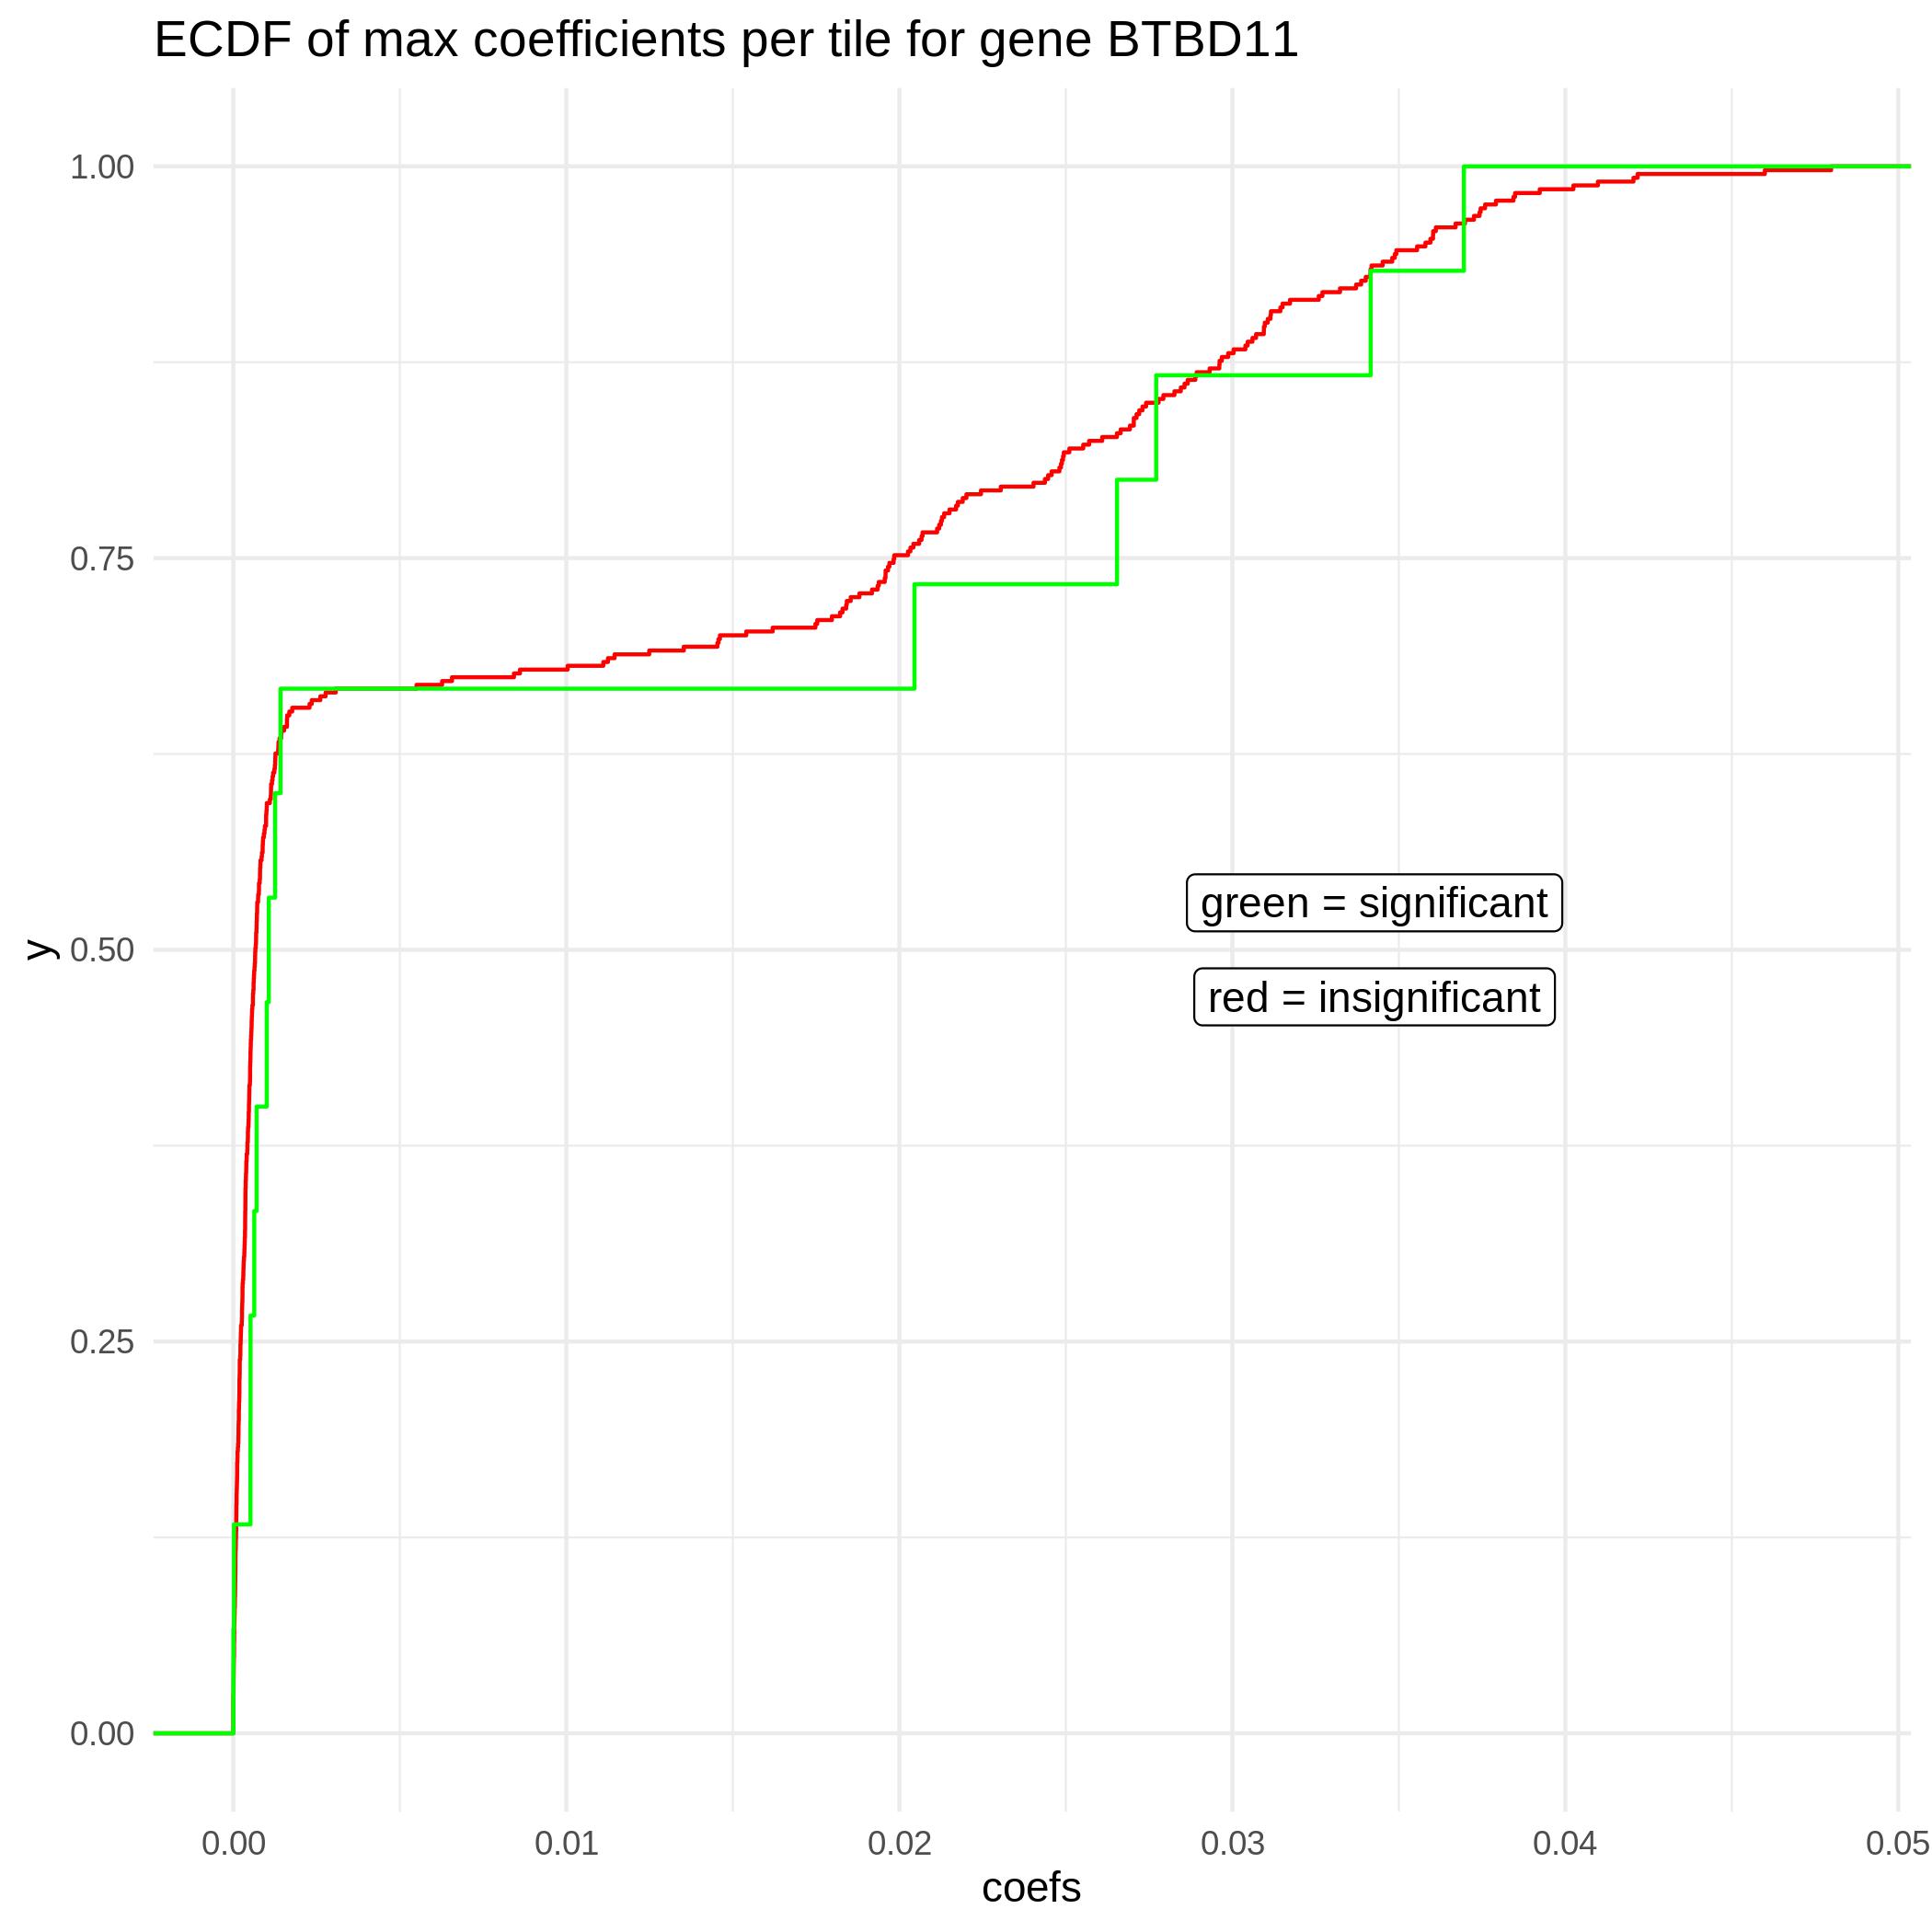 ECDF of max coefficients per tile for gene BTBD11
1.00
0.75
0.50
0.25
0.00
y
green = significant
red = insignificant
0.00 0.01 0.02 0.03 0.04 0.05
coefs